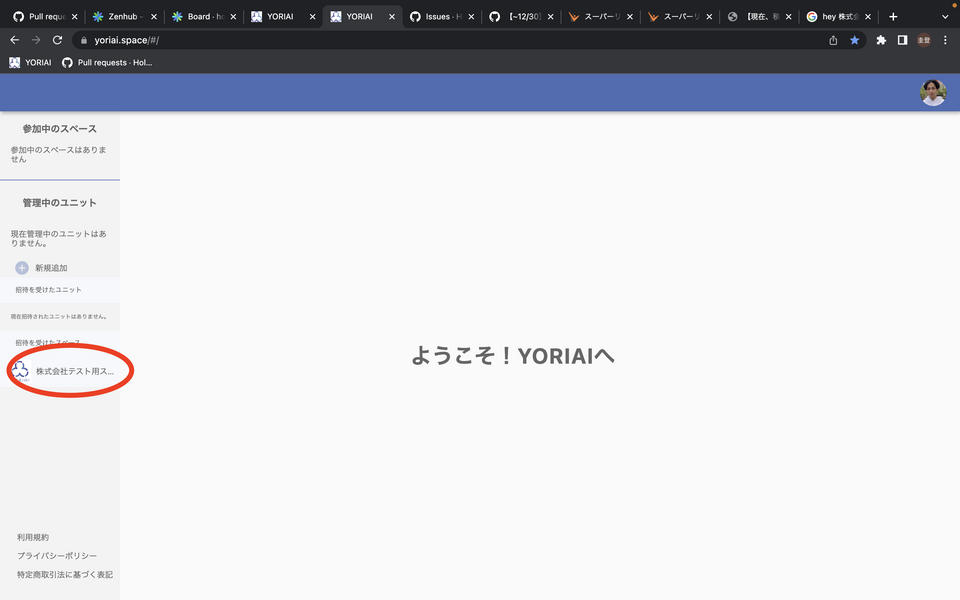 Pull reque
Zenhub -
Board · ho
YORIAI
YORIAI
Issues · H
[~12/30]
スーパーリ
スーパーリ
【現在、
hey 株式会
yoriai.space/#/
YORIAI
Pull requests · Hol...
参加中のスペース
参加中のスペースはありま
せん
管理中のユニット
現在管理中のユニットはあ
りません。
新規追加
招待を受けたユニット
現在招待されたユニットはありません。
招待を受けたスペース
株式会社テスト用ス...
ようこそ！YORIAIへ
利用規約
プライバシーポリシー
特定商取引法に基づく表記